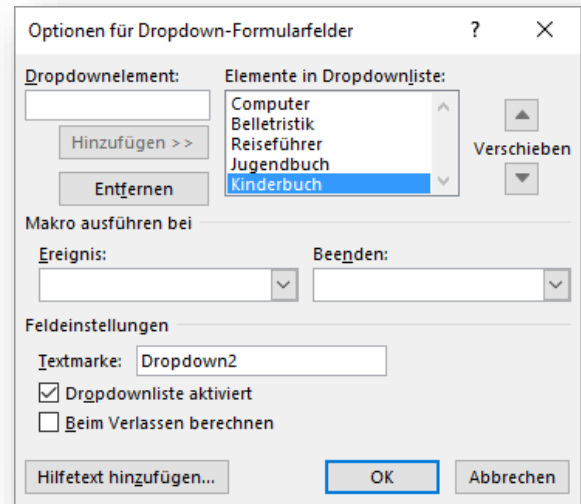 Optionen für Dropdown-Formularfelder
Dropdownelement:
Elemente in Dropdownliste:
Computer
Belletristik
Reiseführer
Jugendbuch
Kinderbuch
Hinzufügen >>
Entfernen
Verschieben
Makro ausführen bei
Ereignis:
Beenden:
Feldeinstellungen
Textmarke: Dropdown2
Dropdownliste aktiviert
Beim Verlassen berechnen
Hilfetext hinzufügen...
OK
Abbrechen